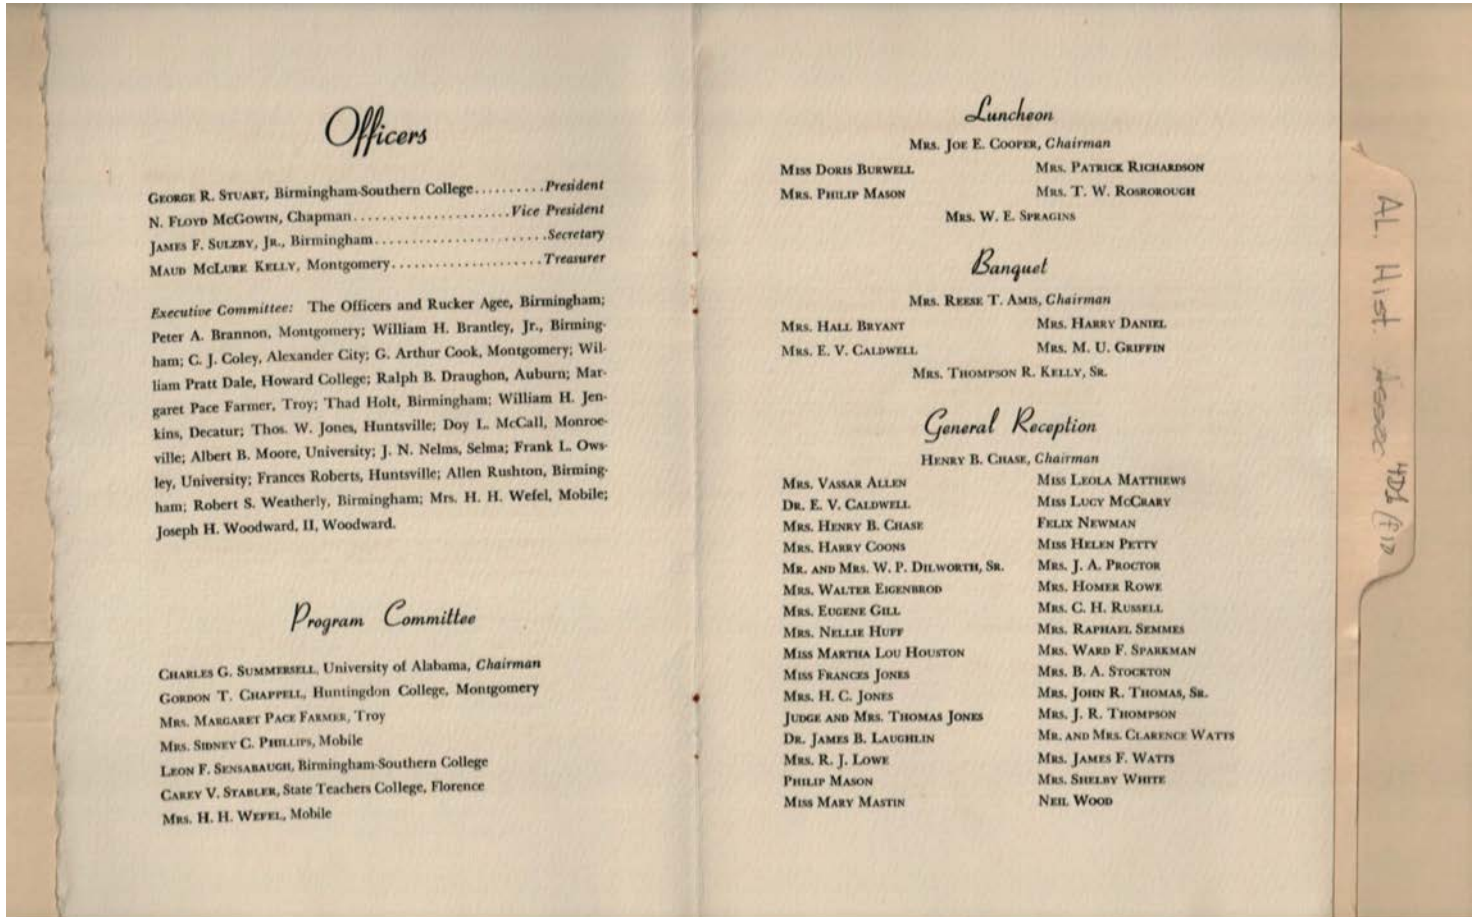 Officers
GEORGE R. STUART, Birmingham-Southern College..........President
N. FLOYD MCGOWIN, Chapman......................Vice President
JAMES F. SULZBY, JR., Birmingham.........................Secretary
MAUD MCLURE KELLY, Montgomery......................Treasurer
Executive Committee: The Officers and Rucker Agee, Birmingham;
Peter A. Brannon, Montgomery; William H. Brantley, Jr., Birming-
ham; C. J. Coley, Alexander City; G. Arthur Cook, Montgomery; Wil-
liam Pratt Dale, Howard College; Ralph B. Draughon, Auburn; Mar-
garet Pace Farmer, Troy; Thad Holt, Birmingham; William H. Jen-
kins, Decatur; Thos. W. Jones, Huntsville; Doy L. McCall, Monroe-
ville; Albert B. Moore, University; J. N. Nelms, Selma; Frank L. Ows-
ley, University; Frances Roberts, Huntsville; Allen Rushton, Birming-
ham; Robert S. Weatherly, Birmingham; Mrs. H. H. Wefel, Mobile;
Joseph H. Woodward, II, Woodward.
Program Committee
CHARLES G. SUMMERSELL, University of Alabama, Chairman
GORDON T. CHAPPELL, Huntingdon College, Montgomery
MRS. MARGARET PACE FARMER, Troy
MRS. SIDNEY C. PHILLIPS, Mobile
LEON F. SENSABAUGH, Birmingham-Southern College
CAREY V. STABLER, State Teachers College, Florence
MRS. H. H. WEFEL, Mobile
Luncheon
MRS. JOE E. COOPER, Chairman
MISS DORIS BURWELL MRS. PATRICK RICHARDSON
MRS. PHILIP MASON MRS. T. W. ROSBOROUGH
MRS. W. E. SPRAGINS
Banquet
MRS. REESE T. AMIS, Chairman
MRS. HALL BRYANT MRS. HARRY DANIEL
MRS. E. V. CALDWELL MRS. M. U. GRIFFIN
MRS. THOMPSON R. KELLY, SR.
General Reception
HENRY B. CHASE, Chairman
MRS. VASSAR ALLEN MISS LEOLA MATTHEWS
DR. E. V. CALDWELL MISS LUCY MCCRARY
MRS. HENRY B. CHASE FELIX NEWMAN
MRS. HARRY COONS MISS HELEN PETTY
MR. AND MRS. W. P. DILWORTH, SR. MRS. J. A. PROCTOR
MRS. WALTER EIGENBROD MRS. HOMER ROWE
MRS. EUGENE GILL MRS. C. H. RUSSELL
MRS. NELLIE HUFF MRS. RAPHAEL SEMMES
MISS MARTHA LOU HOUSTON MRS. WARD F. SPARKMAN
MISS FRANCES JONES MRS. B. A. STOCKTON
MRS. H. C. JONES MRS. JOHN R. THOMAS, SR.
JUDGE AND MRS. THOMAS JONES MRS. J. R. THOMPSON
DR. JAMES B. LAUGHLIN MR. AND MRS. CLARENCE WATTS
MRS. R. J. LOWE MRS. JAMES F. WATTS
PHILIP MASON MRS. SHELBY WHITE
MISS MARY MASTIN NEIL WOOD
AL. Hist. Assoc